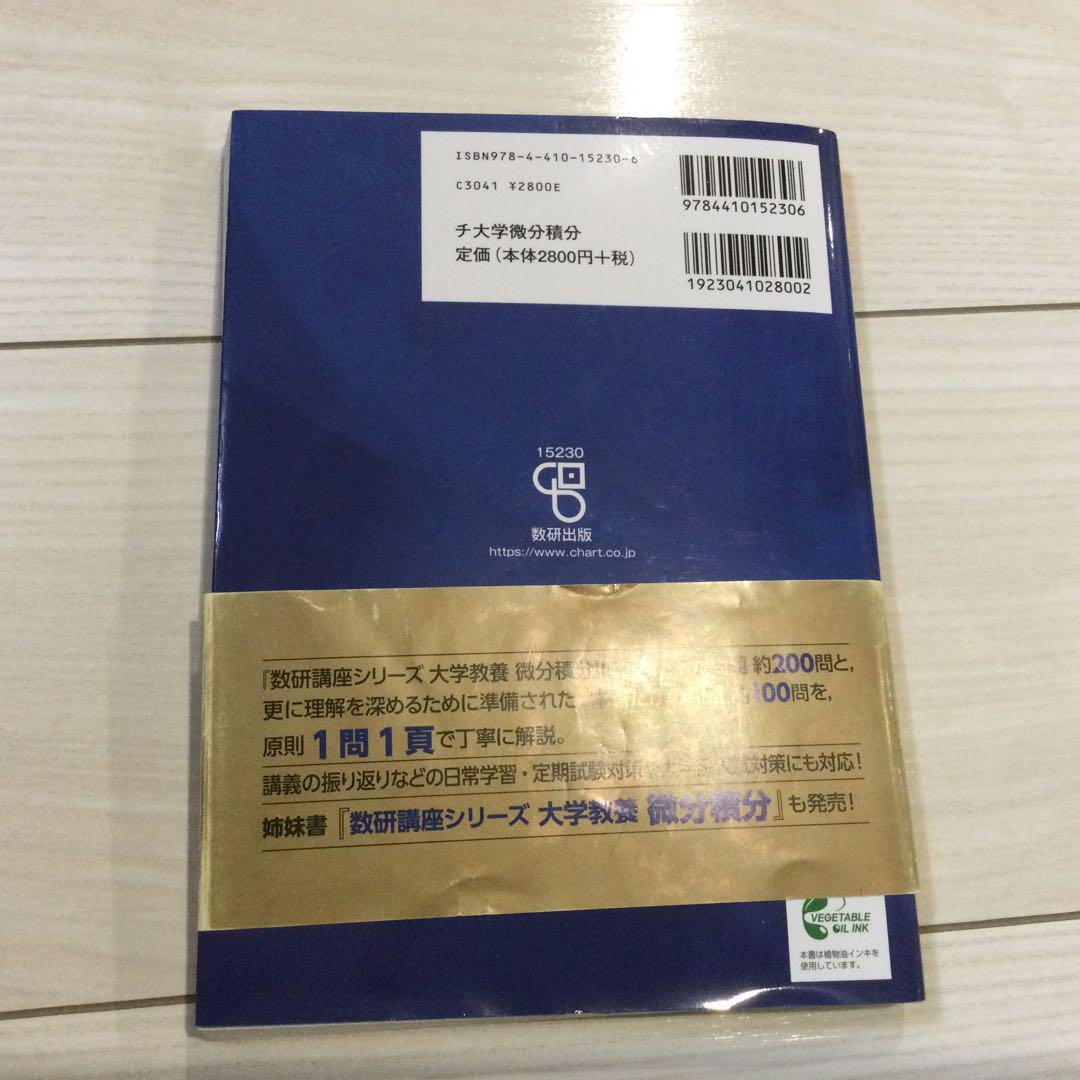 ISBN978-4-410-15230-6
C3041 ¥2800E
チ大学微分積分
定価(本体2800円+税)
9784410152306
1923041028002
15230
数研出版
https://www.chart.co.jp
『数研講座シリーズ 大学教養 微分積分 約200問と,
更に理解を深めるために準備された 100問を,
原則 1問1頁で丁寧に解説。
講義の振り返りなどの日常学習・定期試験対策や大学 対策にも対応!
姉妹書『数研講座シリーズ 大学教養 微分積分』も発売!
VEGETABLE
OIL INK
本書は植物油インキを
使用しています。